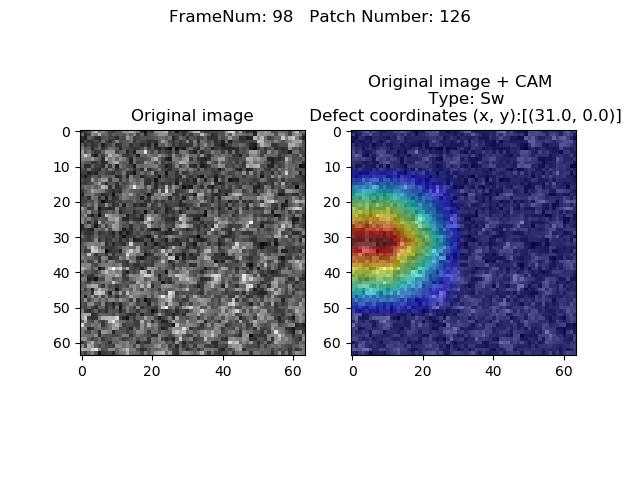 FrameNum: 98   Patch Number: 126
Original image
0
10
20
30
40
50
60
0 20 40 60
Original image + CAM
Type: Sw
Defect coordinates (x, y):[(31.0, 0.0)]
0
10
20
30
40
50
60
0 20 40 60